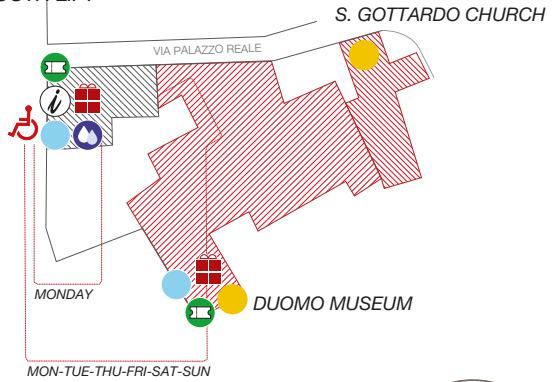 S. GOTTARDO CHURCH
VIA PALAZZO REALE
i
MONDAY
DUOMO MUSEUM
MON-TUE-THU-FRI-SAT-SUN